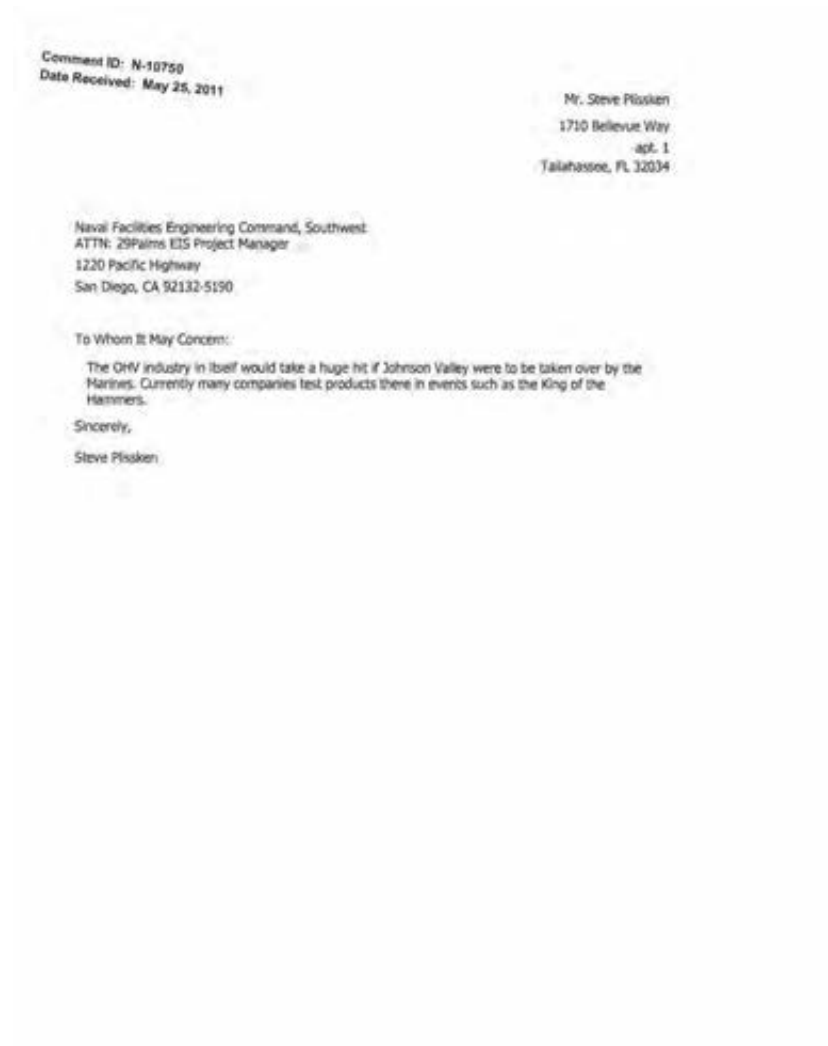 Comment ID: N-10750
Date Received: May 25, 2011
Mr. Steve Plissken
1710 Bellevue Way
apt. 1
Tallahassee, FL 32034
Naval Facilities Engineering Command, Southwest
ATTN: 29Palms EIS Project Manager
1220 Pacific Highway
San Diego, CA 92132-5190
To Whom It May Concern:
The OHV industry in itself would take a huge hit if Johnson Valley were to be taken over by the
Marines. Currently many companies test products there in events such as the King of the
Hammers.
Sincerely,
Steve Plissken